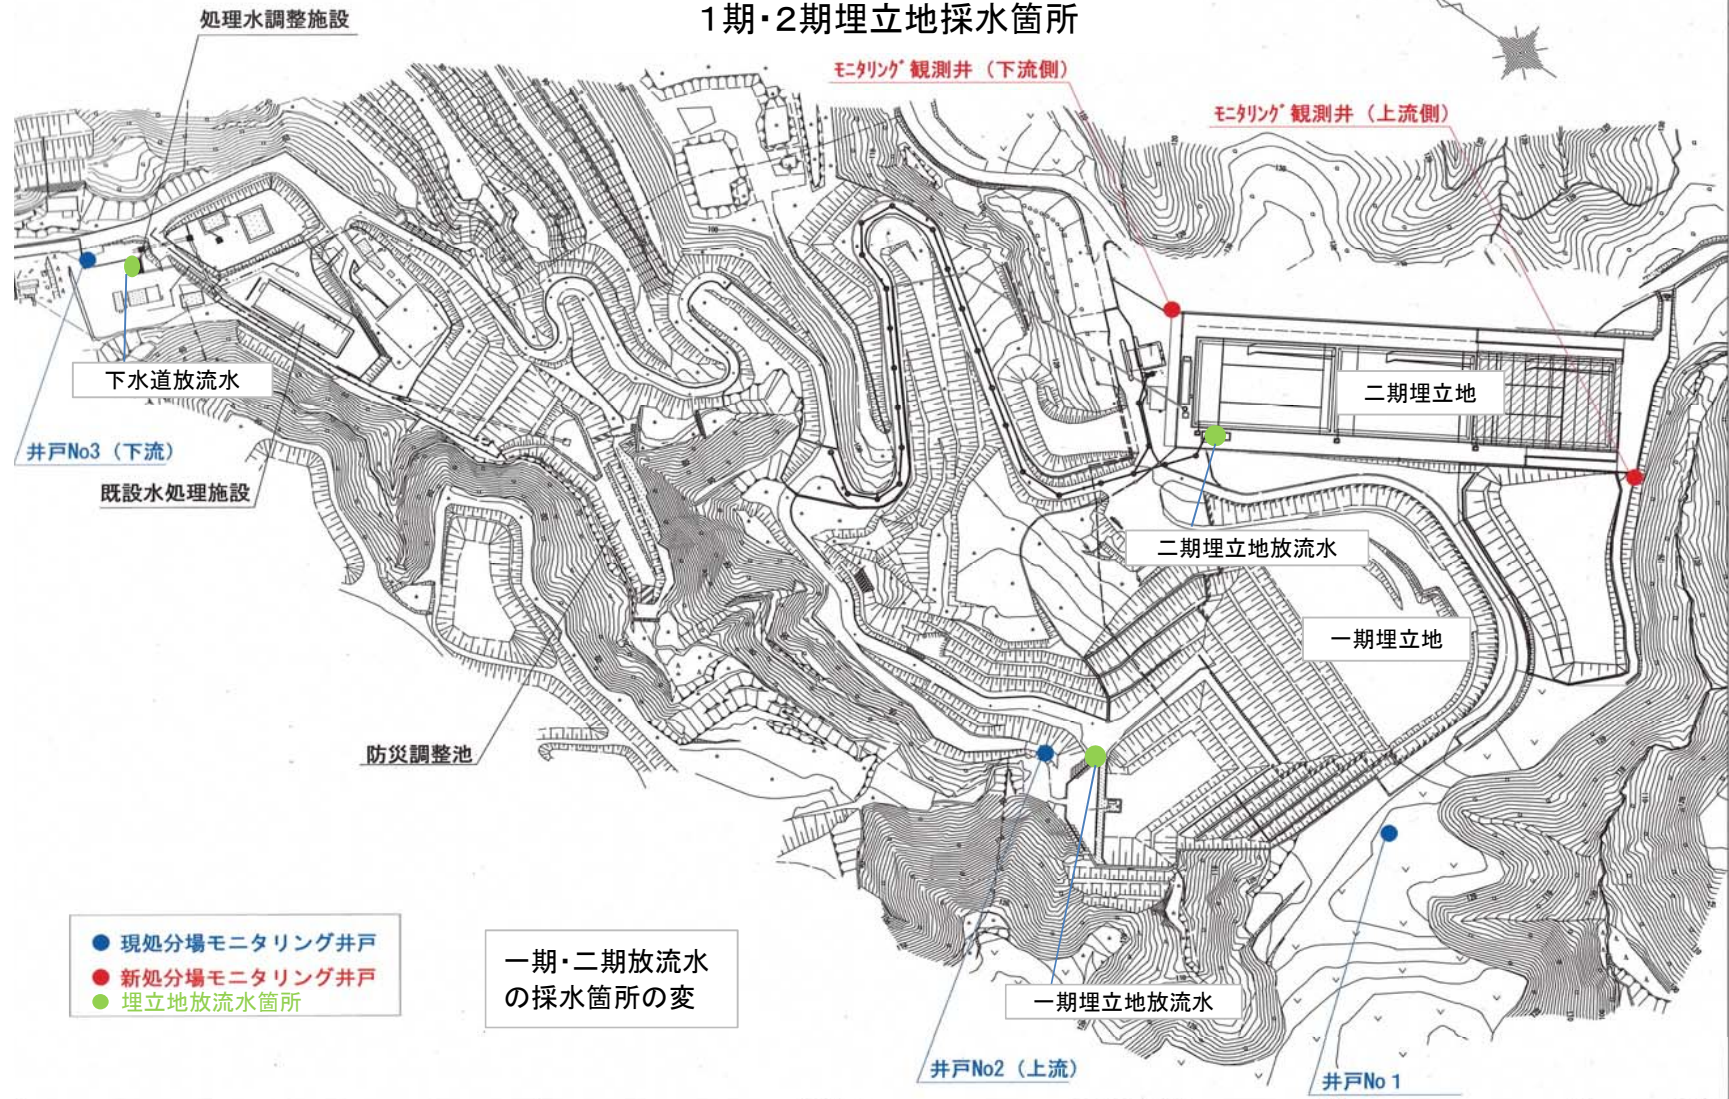 1期・2期埋立地採水箇所
処理水調整施設
ﾓﾆﾀﾘﾝｸﾞ観測井（下流側）
ﾓﾆﾀﾘﾝｸﾞ観測井（上流側）
下水道放流水
二期埋立地
井戸No3（下流）
既設水処理施設
二期埋立地放流水
一期埋立地
防災調整池
現処分場モニタリング井戸
新処分場モニタリング井戸
埋立地放流水箇所
一期・二期放流水
の採水箇所の変
一期埋立地放流水
井戸No2（上流）
井戸No１